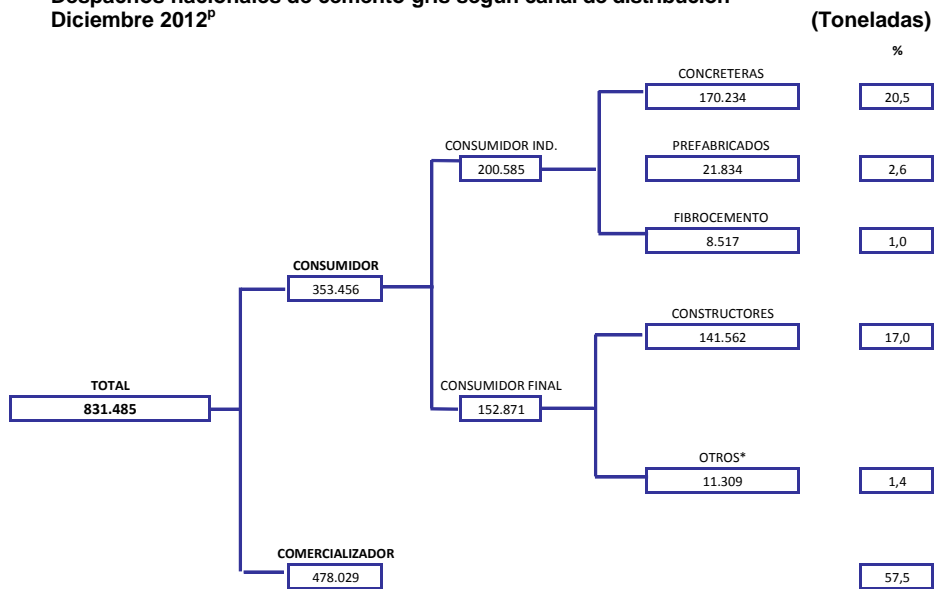 Despachos nacionales de cemento gris según canal de distribución
Diciembre 2012ᵖ
(Toneladas)
%
CONCRETERAS
170.234
20,5
CONSUMIDOR IND.
200.585
PREFABRICADOS
21.834
2,6
FIBROCEMENTO
8.517
1,0
CONSUMIDOR
353.456
CONSTRUCTORES
141.562
17,0
TOTAL
831.485
CONSUMIDOR FINAL
152.871
OTROS*
11.309
1,4
COMERCIALIZADOR
478.029
57,5